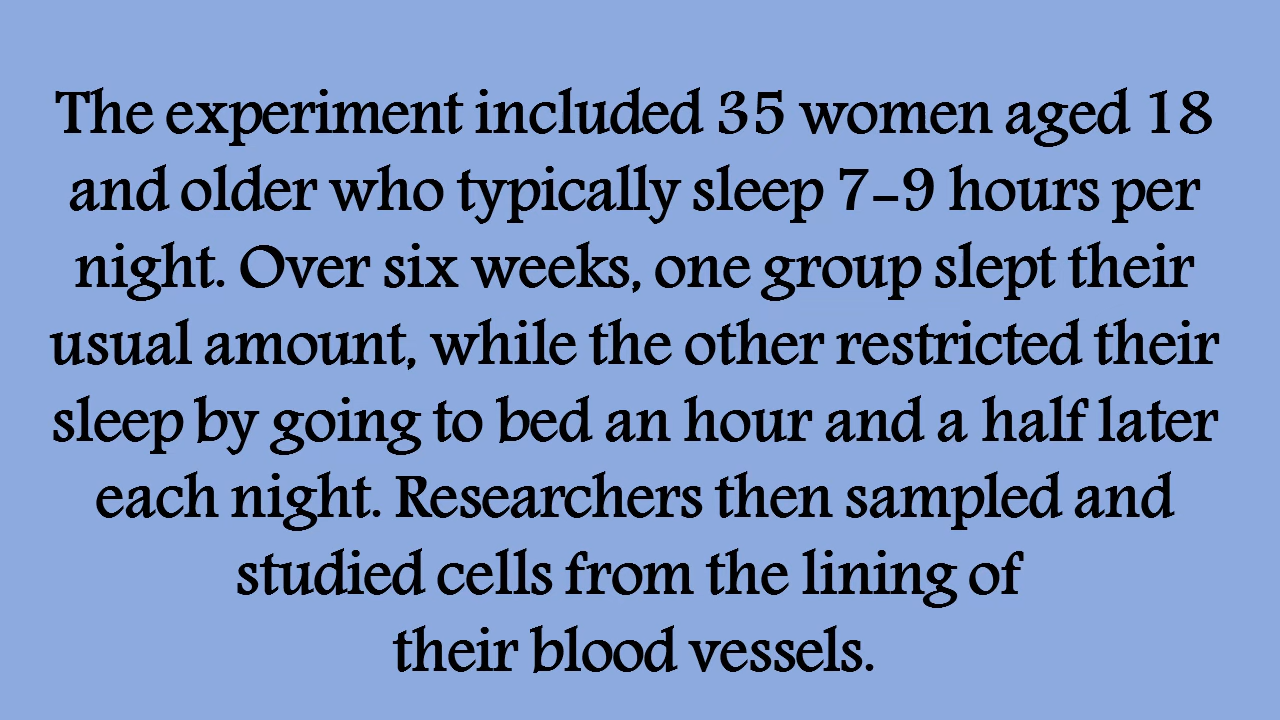 The experiment included 35 women aged 18
and older who typically sleep 7-9 hours per
night. Over six weeks, one group slept their
usual amount, while the other restricted their
sleep by going to bed an hour and a half later
each night. Researchers then sampled and
studied cells from the lining of
their blood vessels.